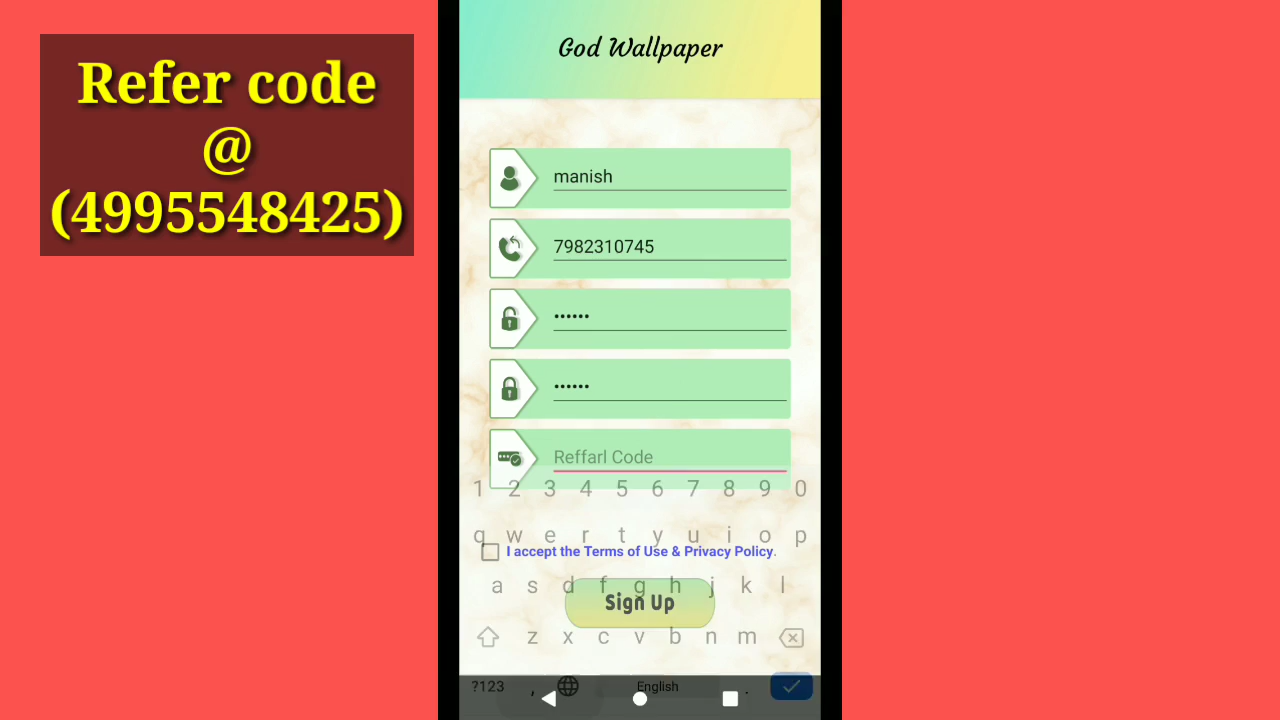 Refer code
@
(4995548425)
God Wallpaper
manish
7982310745
••••••
••••••
Reffarl Code
1 2 3 4 5 6 7 8 9 0
q w e r t y u i o p
I accept the Terms of Use & Privacy Policy.
a s d f g h j k l
Sign Up
z x c v b n m
?123 , English .